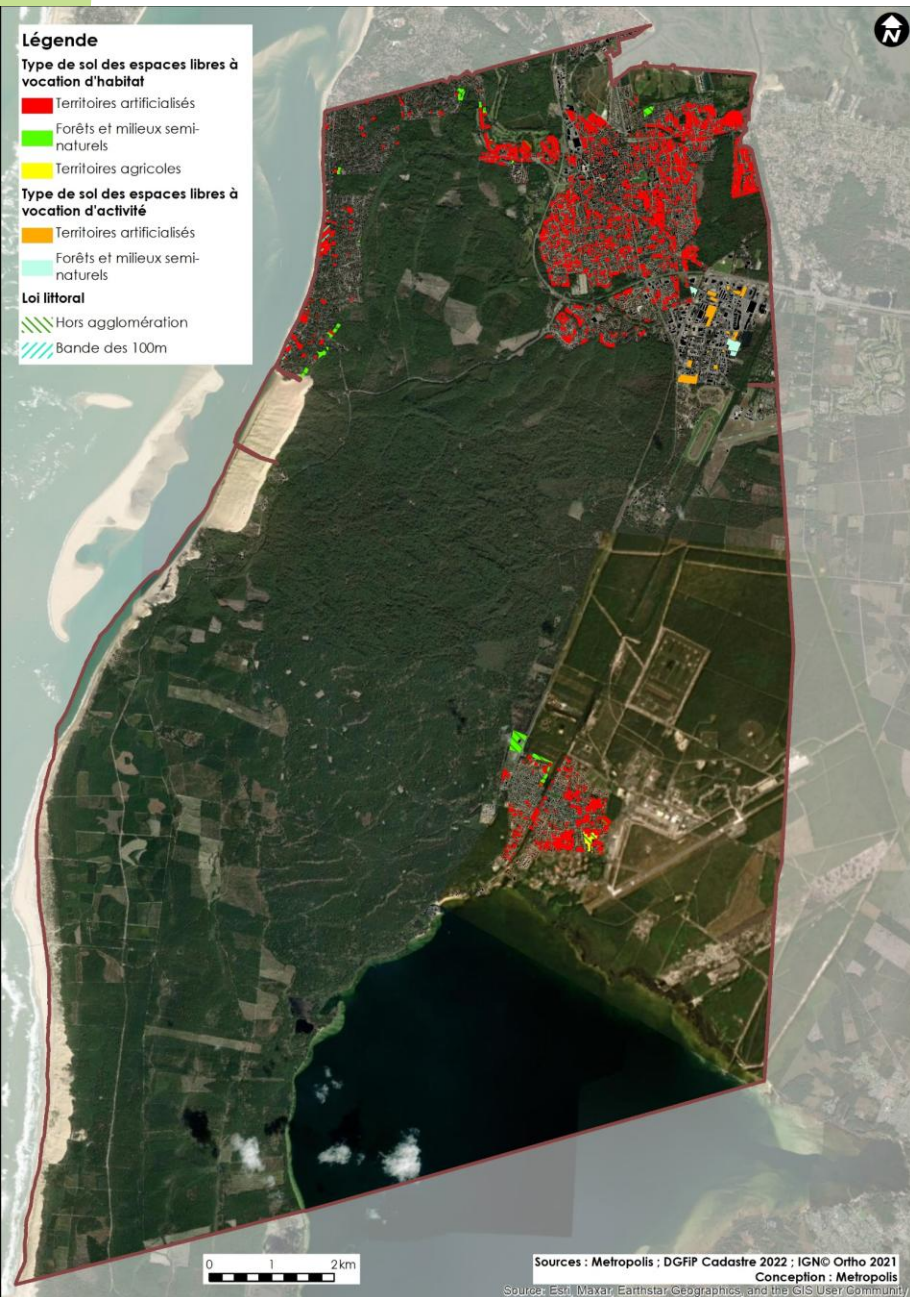 Légende
Type de sol des espaces libres à
vocation d'habitat
Territoires artificialisés
Forêts et milieux semi-
naturels
Territoires agricoles
Type de sol des espaces libres à
vocation d'activité
Territoires artificialisés
Forêts et milieux semi-
naturels
Loi littoral
Hors agglomération
Bande des 100m
N
0 1 2km
Sources : Metropolis ; DGFiP Cadastre 2022 ; IGN© Ortho 2021
Conception : Metropolis
Source: Esri, Maxar, Earthstar Geographics, and the GIS User Community